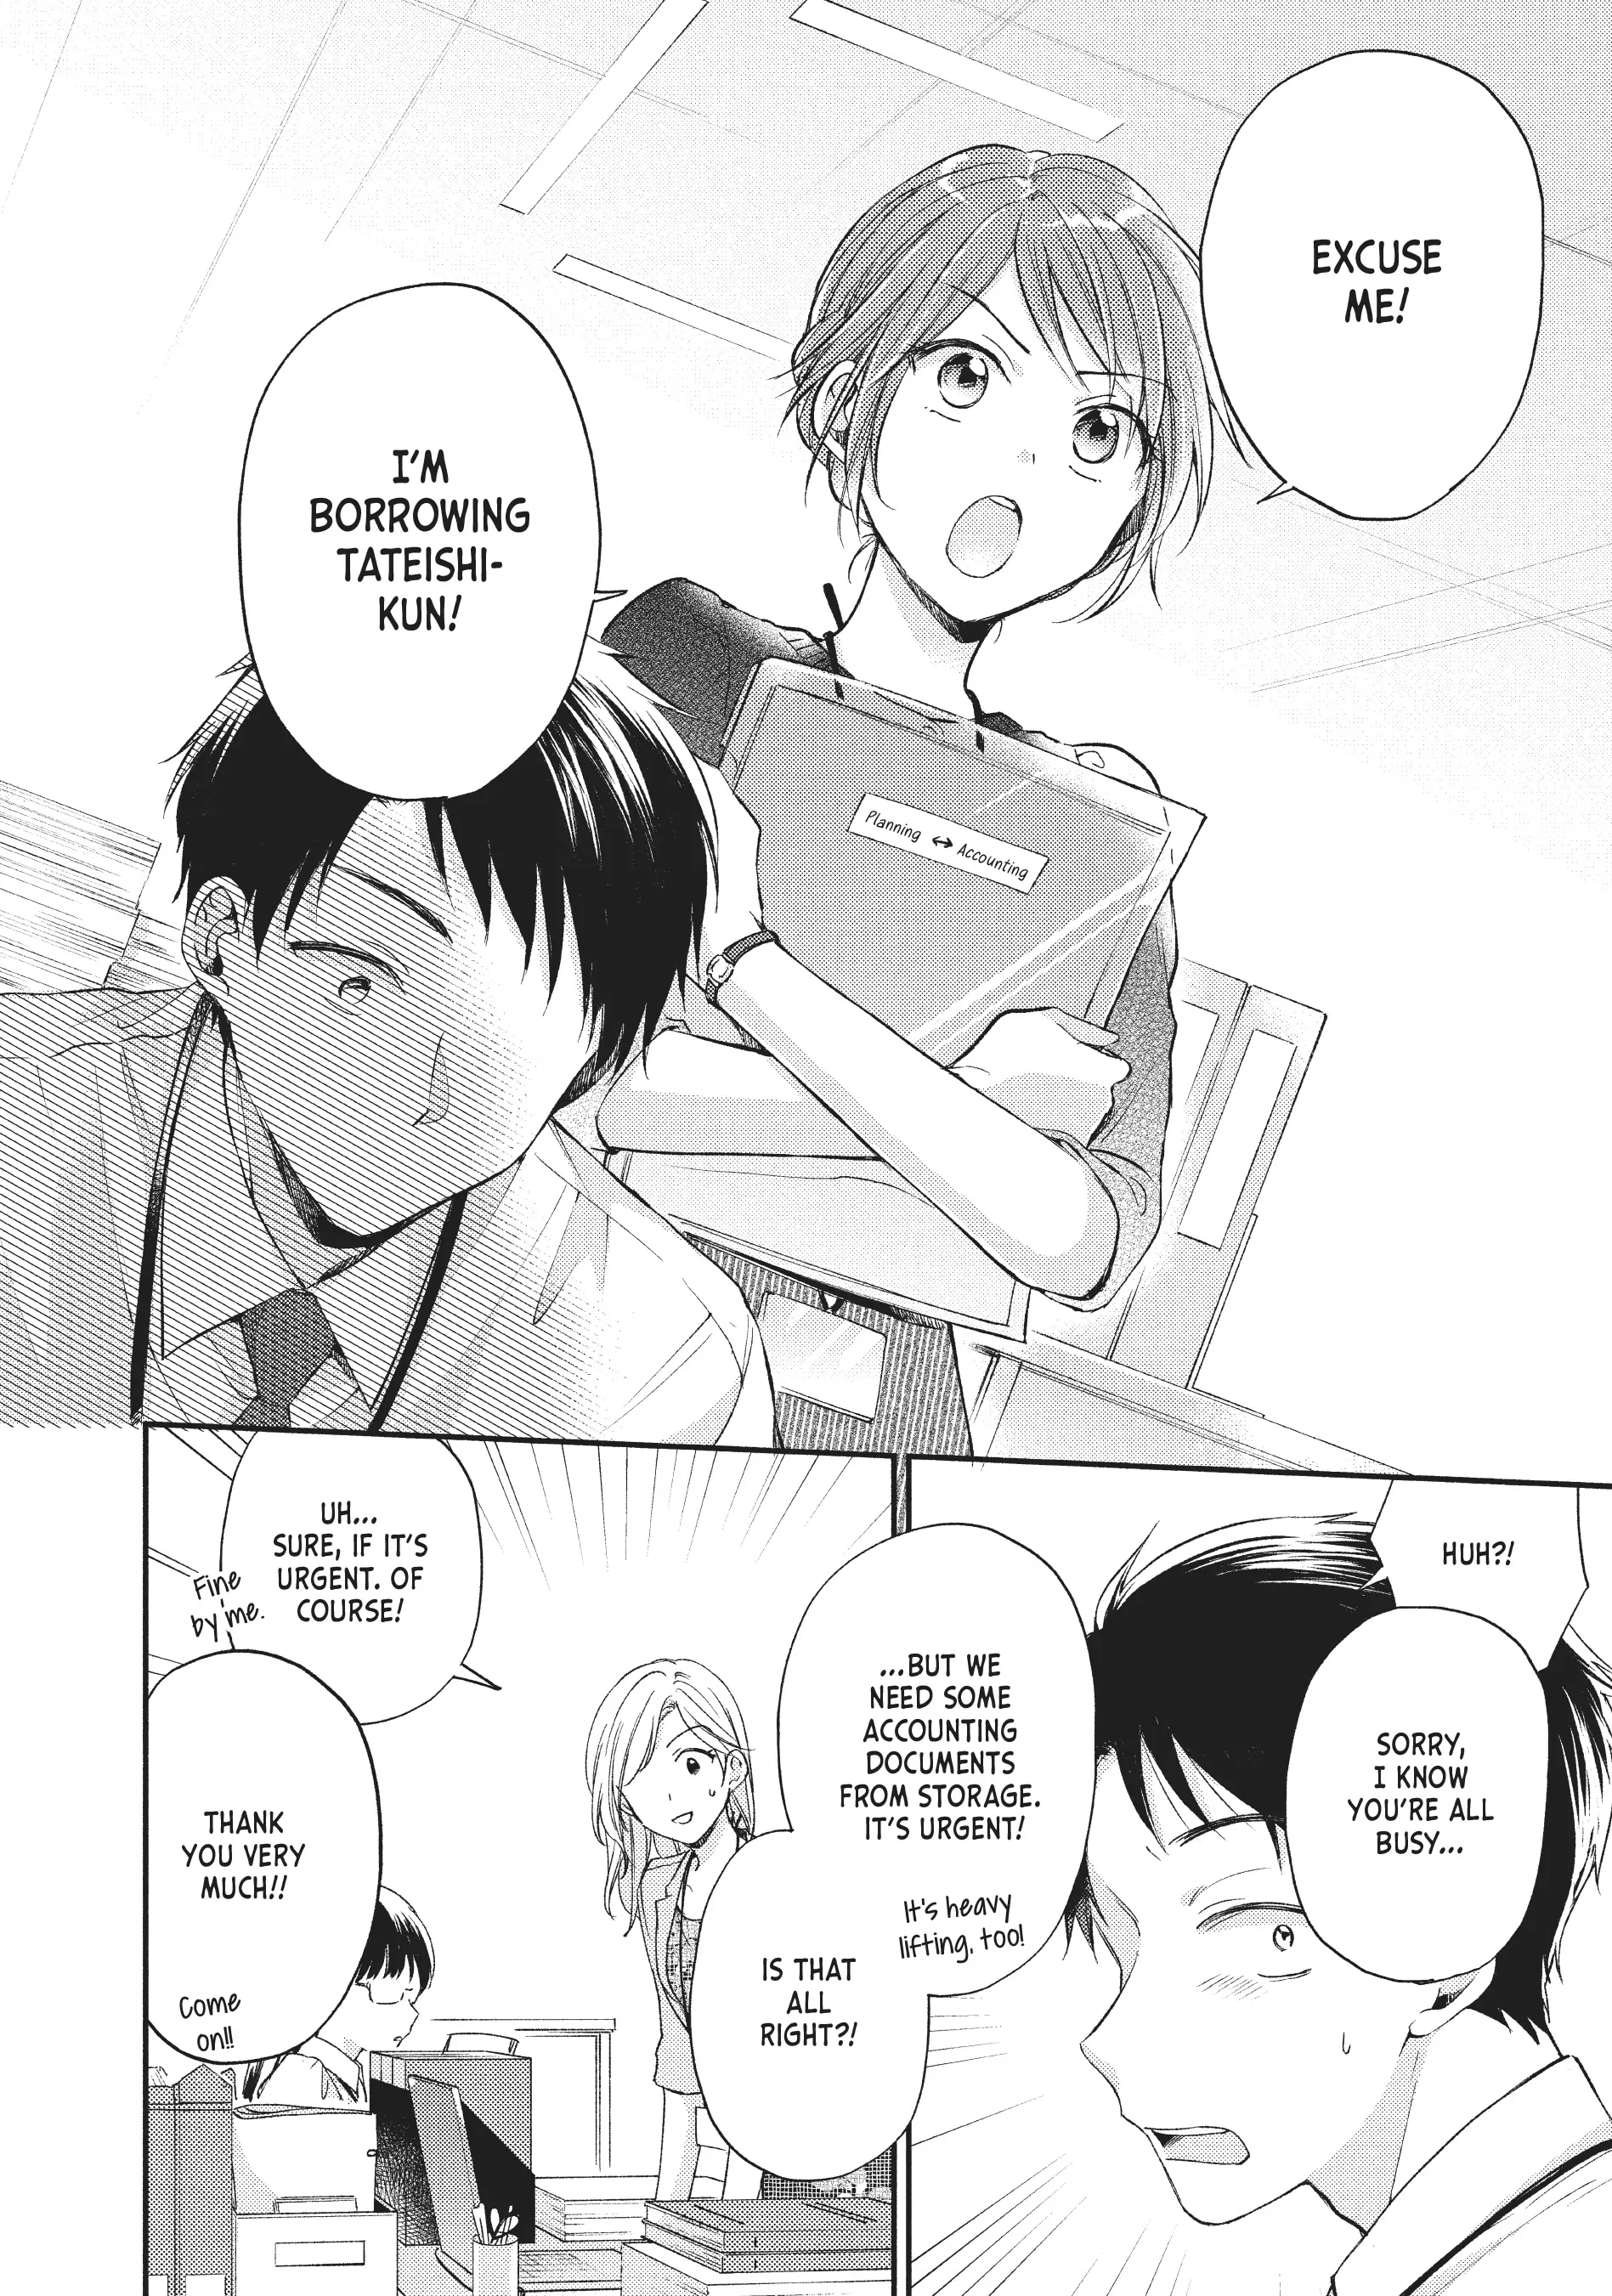 EXCUSE
ME!
I'M
BORROWING
TATEISHI-
KUN!
Planning ↔ Accounting
HUH?!
SORRY,
I KNOW
YOU'RE ALL
BUSY...
...BUT WE
NEED SOME
ACCOUNTING
DOCUMENTS
FROM STORAGE.
IT'S URGENT!
It's heavy
lifting, too!
IS THAT
ALL
RIGHT?!
UH...
SURE, IF IT'S
URGENT. OF
COURSE!
Fine
by me.
THANK
YOU VERY
MUCH!!
Come
on!!